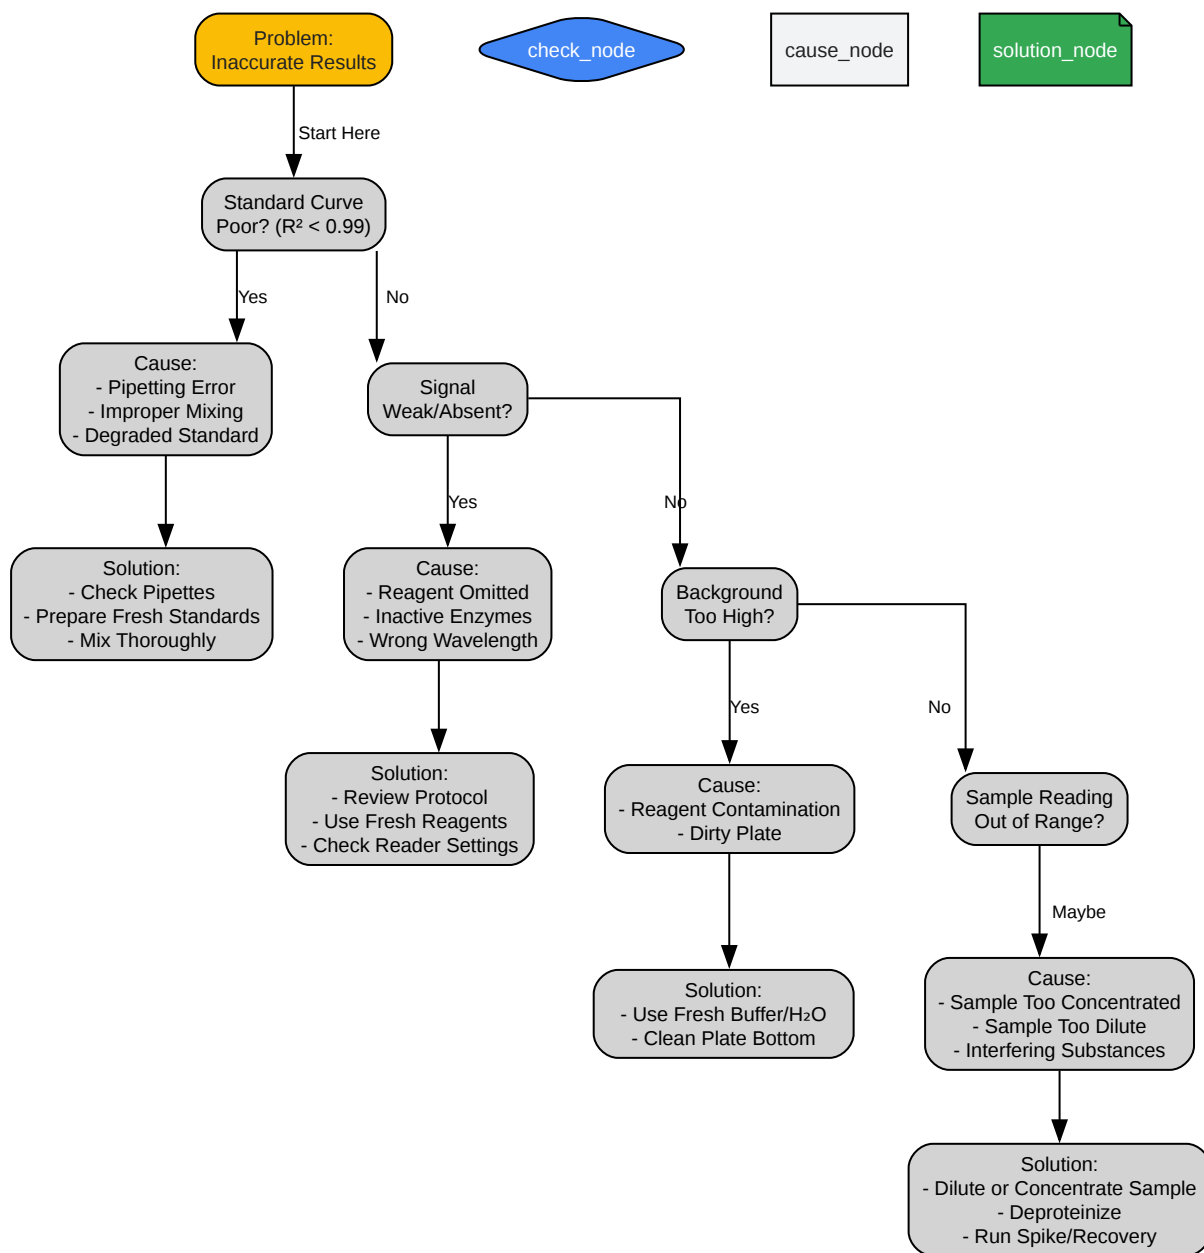 Problem:
Inaccurate Results
check_node
cause_node
solution_node
Start Here
Standard Curve
Poor? (R² < 0.99)
Yes
No
Cause:
- Pipetting Error
- Improper Mixing
- Degraded Standard
Signal
Weak/Absent?
Yes
No
Solution:
- Check Pipettes
- Prepare Fresh Standards
- Mix Thoroughly
Cause:
- Reagent Omitted
- Inactive Enzymes
- Wrong Wavelength
Background
Too High?
Yes
No
Solution:
- Review Protocol
- Use Fresh Reagents
- Check Reader Settings
Cause:
- Reagent Contamination
- Dirty Plate
Sample Reading
Out of Range?
Maybe
Solution:
- Use Fresh Buffer/H₂O
- Clean Plate Bottom
Cause:
- Sample Too Concentrated
- Sample Too Dilute
- Interfering Substances
Solution:
- Dilute or Concentrate Sample
- Deproteinize
- Run Spike/Recovery